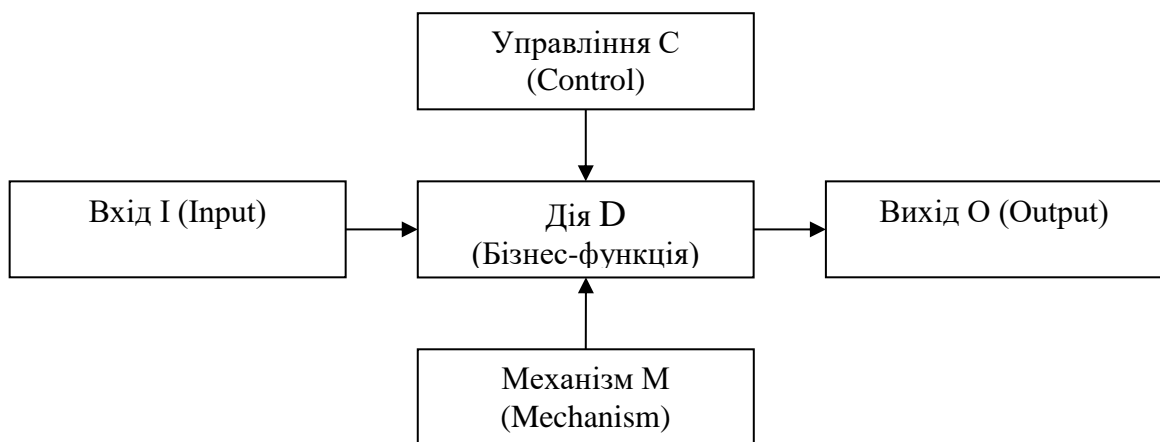 Управління С
(Control)
Вхід I (Input)
Дія D
(Бізнес-функція)
Вихід О (Output)
Механізм М
(Mechanism)